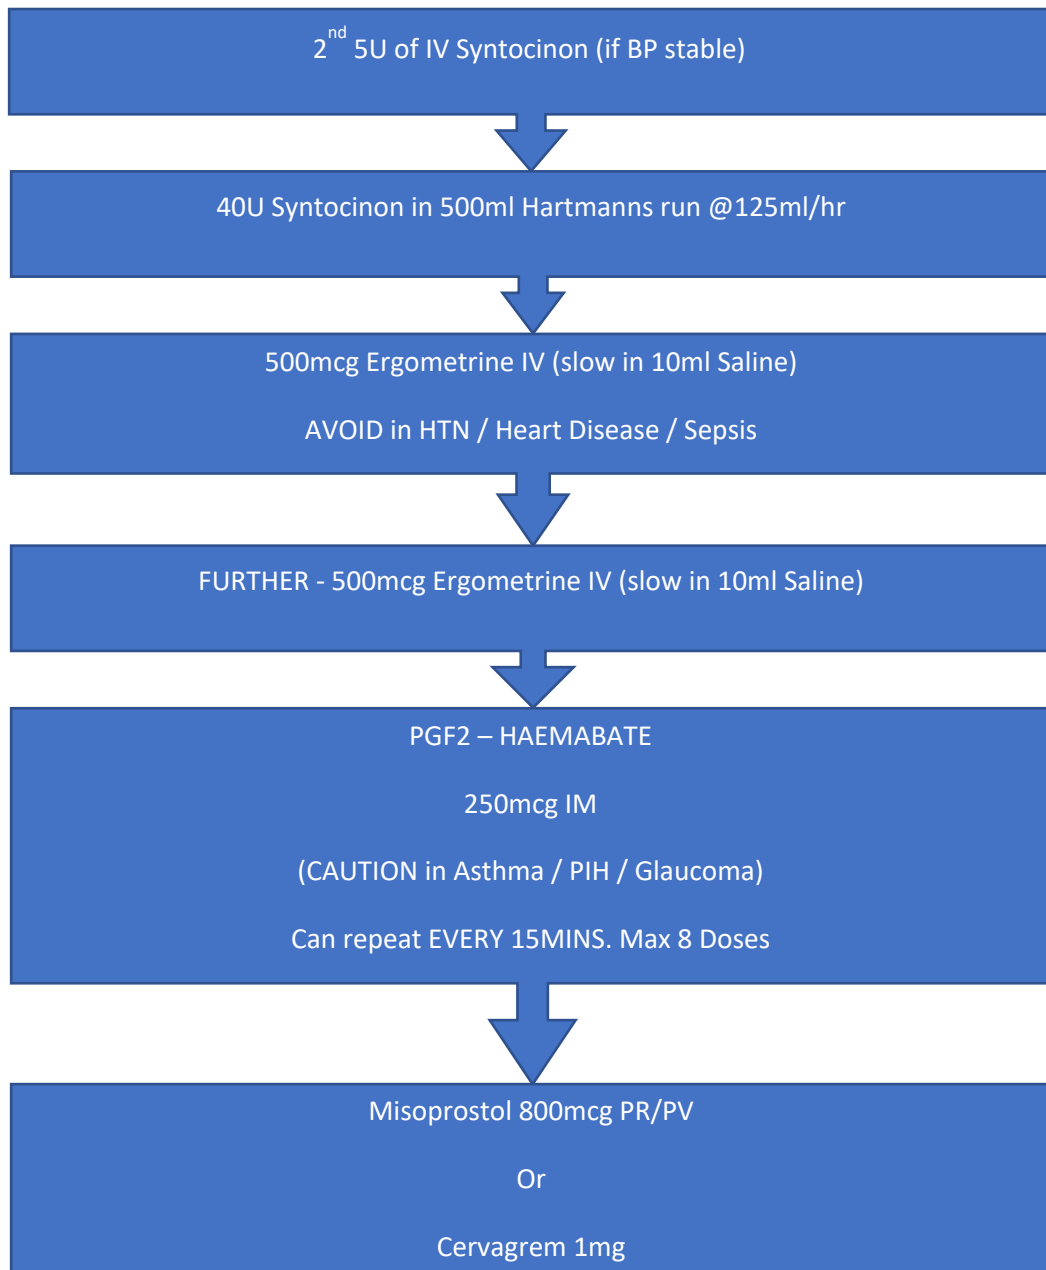 2nd 5U of IV Syntocinon (if BP stable)
40U Syntocinon in 500ml Hartmanns run @125ml/hr
500mcg Ergometrine IV (slow in 10ml Saline)
AVOID in HTN / Heart Disease / Sepsis
FURTHER - 500mcg Ergometrine IV (slow in 10ml Saline)
PGF2 – HAEMABATE
250mcg IM
(CAUTION in Asthma / PIH / Glaucoma)
Can repeat EVERY 15MINS. Max 8 Doses
Misoprostol 800mcg PR/PV
Or
Cervagrem 1mg